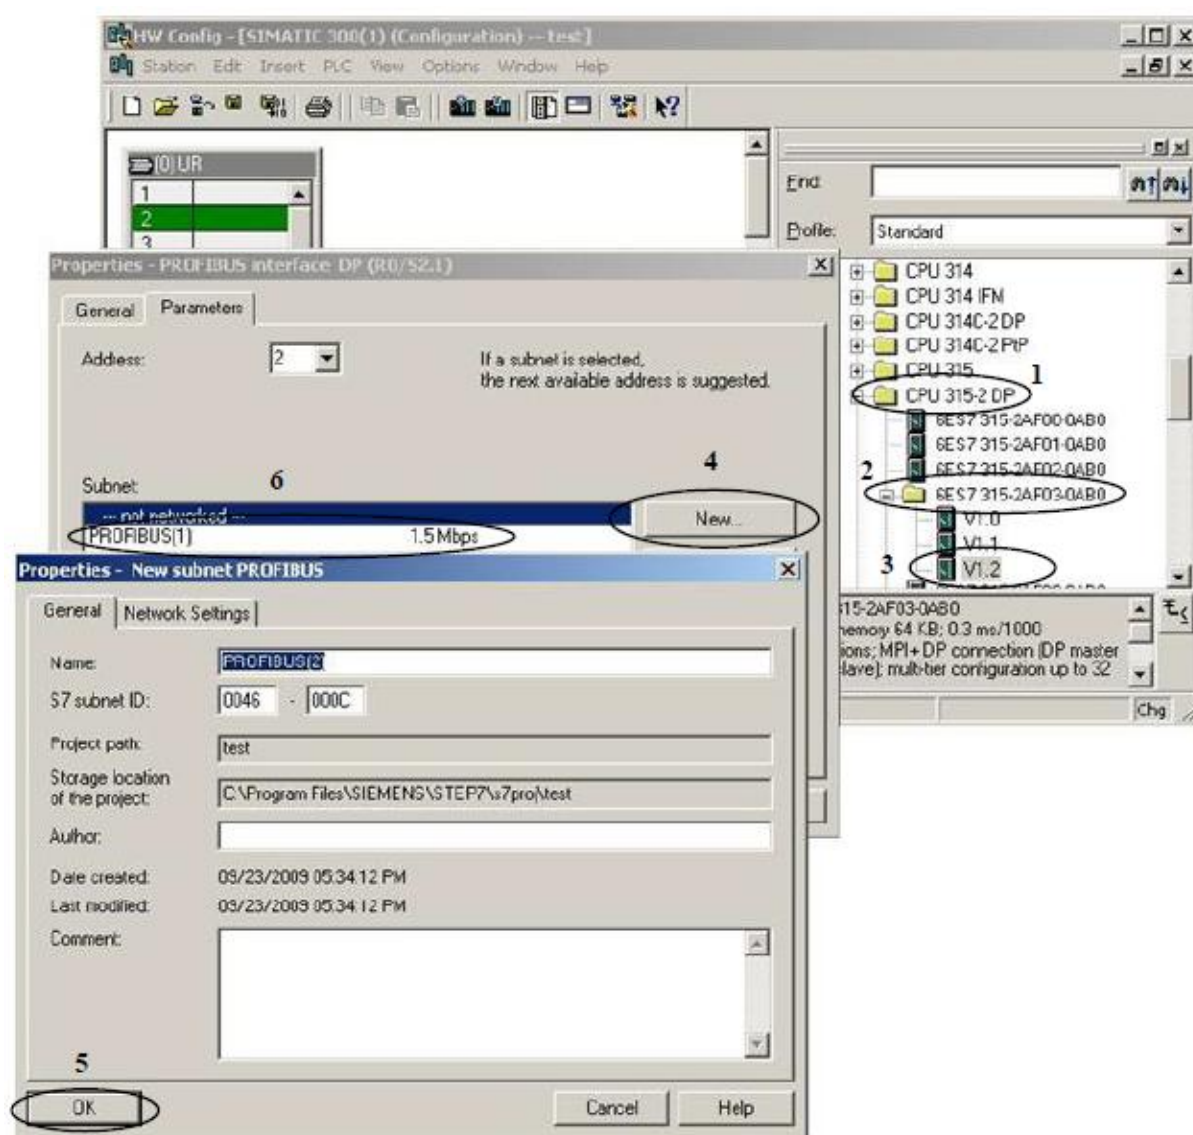 HW Config - [SIMATIC 300(1) (Configuration) -- test]
Station Edit Insert PLC View Options Window Help
(0) UR
1
2
3
Find:
Profile: Standard
CPU 314
CPU 314 IFM
CPU 314C-2 DP
CPU 314C-2 PtP
CPU 315
1
CPU 315-2 DP
6ES7 315-2AF00-0AB0
6ES7 315-2AF01-0AB0
6ES7 315-2AF02-0AB0
2
6ES7 315-2AF03-0AB0
V1.0
V1.1
3
V1.2
315-2AF03-0AB0
memory 64 KB; 0.3 ms/1000
ions; MPI+ DP connection (DP master
slave); multi-tier configuration up to 32
Chg
Properties - PROFIBUS interface DP (R0/S2.1)
General Parameters
Address: 2
If a subnet is selected,
the next available address is suggested.
Subnet: 6
4
--- not networked ---
New...
PROFIBUS(1) 1.5 Mbps
Properties - New subnet PROFIBUS
General Network Settings
Name: PROFIBUS(2)
S7 subnet ID: 0046 - 000C
Project path: test
Storage location
of the project: C:\Program Files\SIEMENS\STEP7\s7proj\test
Author:
Date created: 09/23/2009 05:34:12 PM
Last modified: 09/23/2009 05:34:12 PM
Comment:
5
OK Cancel Help